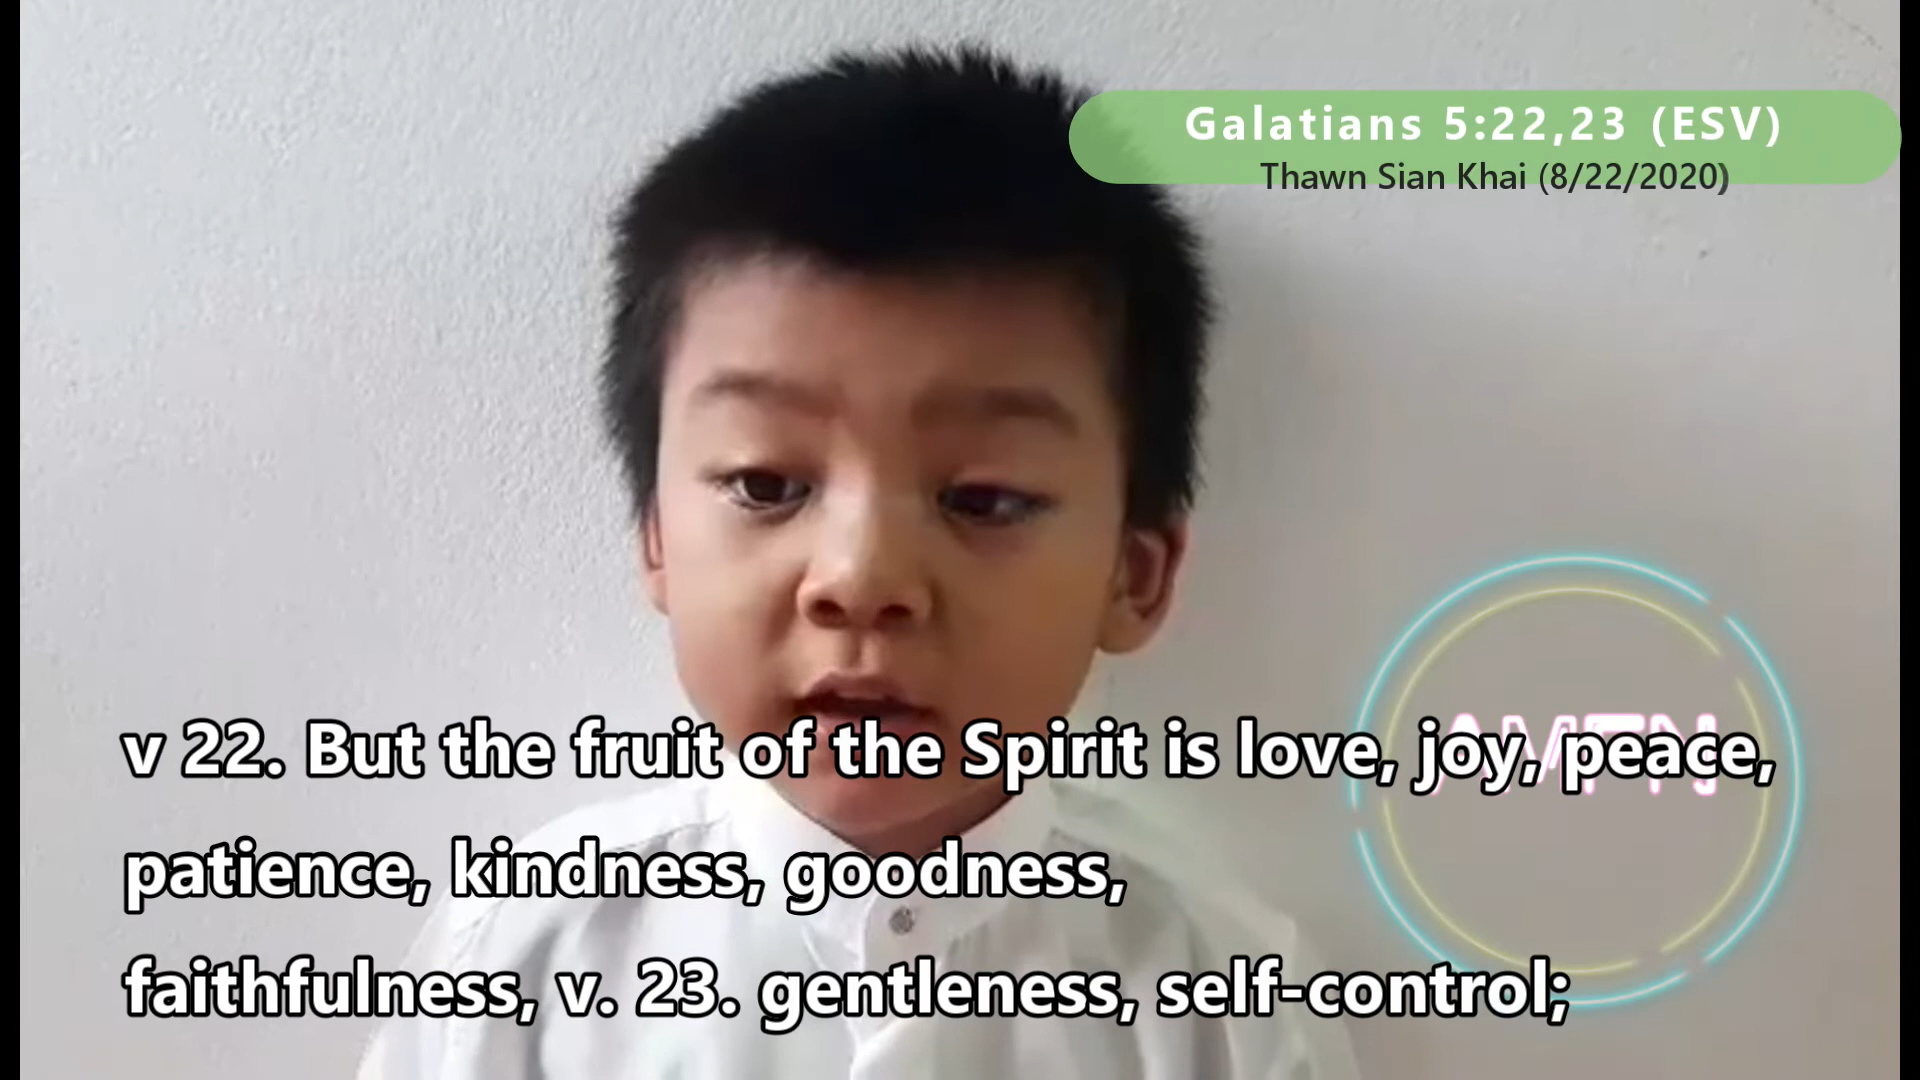 Galatians 5:22,23 (ESV)
Thawn Sian Khai (8/22/2020)
AMEN
v 22. But the fruit of the Spirit is love, joy, peace,
patience, kindness, goodness,
faithfulness, v. 23. gentleness, self-control;